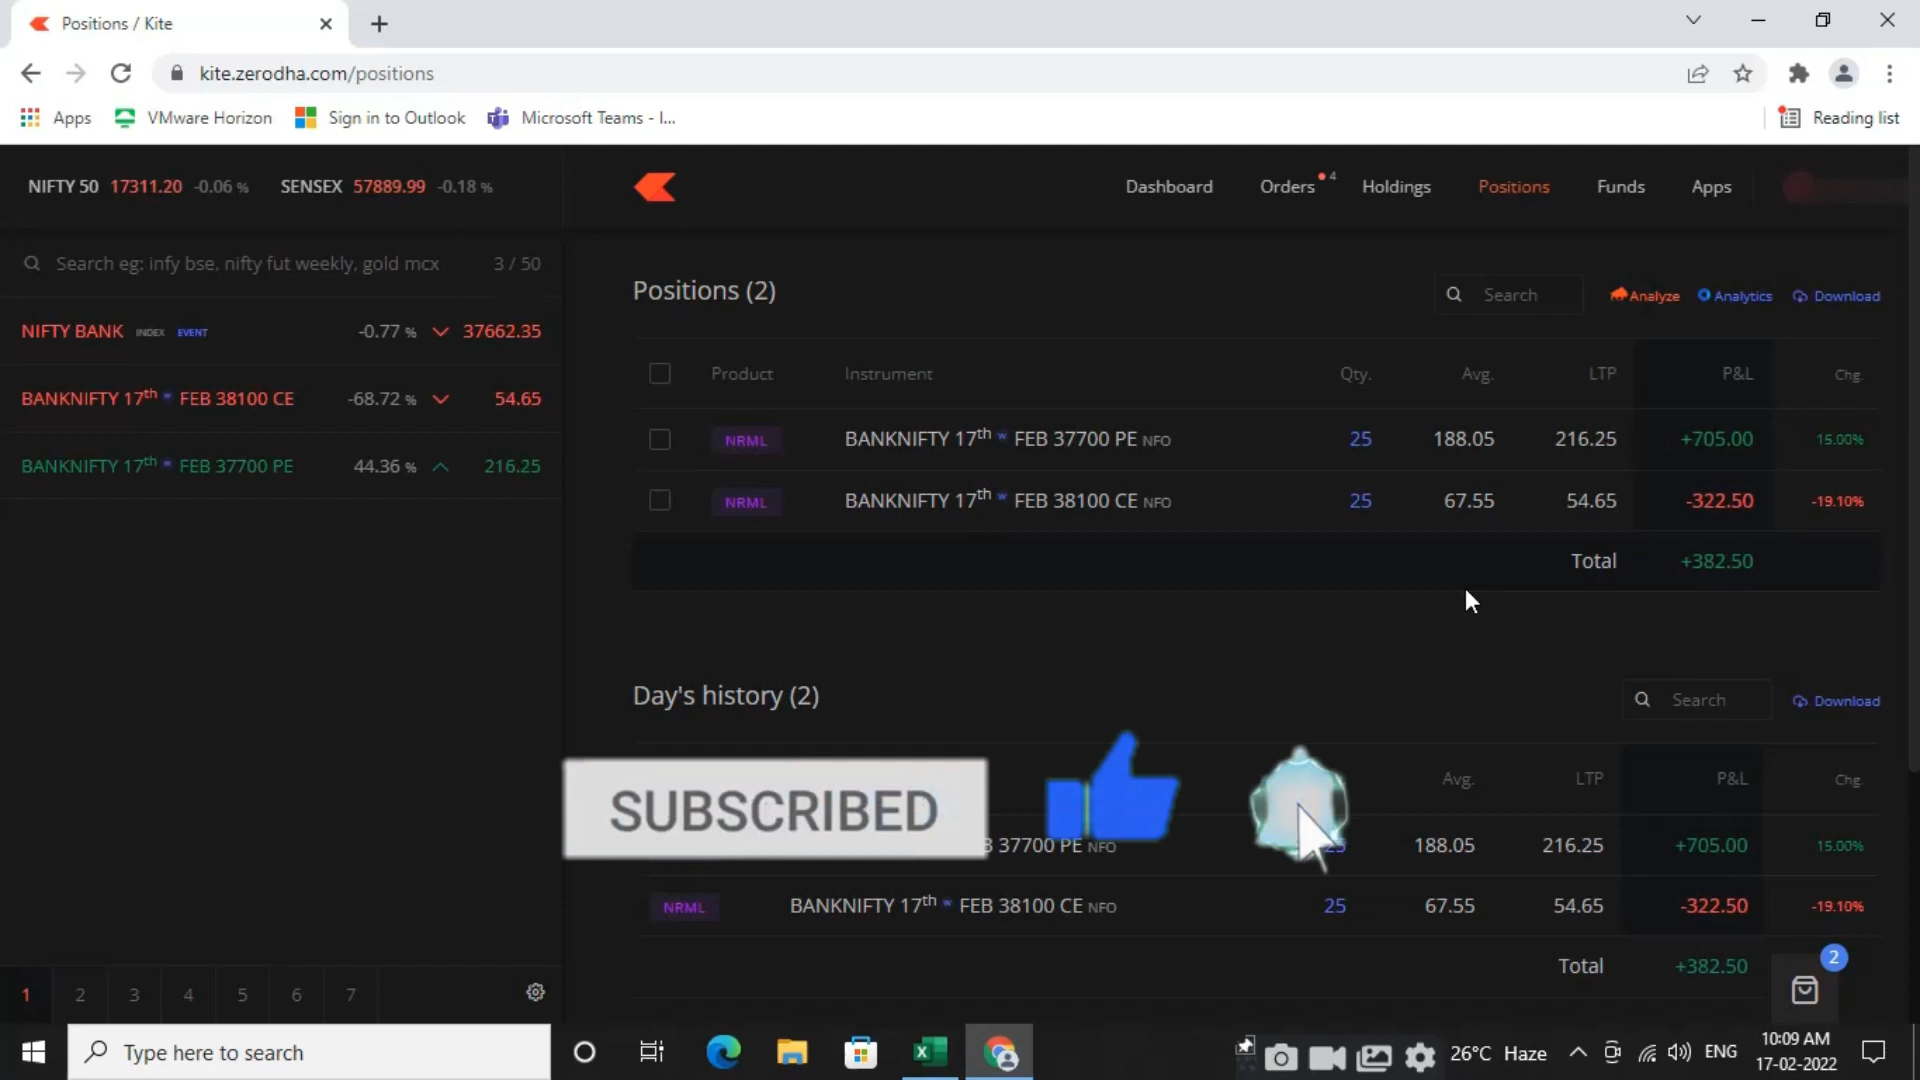 Positions / Kite
kite.zerodha.com/positions
Apps VMware Horizon Sign in to Outlook Microsoft Teams - I... Reading list
NIFTY 50 17311.20 -0.06 % SENSEX 57889.99 -0.18 %
Dashboard Orders 4 Holdings Positions Funds Apps
Search eg: infy bse, nifty fut weekly, gold mcx 3 / 50
NIFTY BANK INDEX EVENT -0.77 % 37662.35
BANKNIFTY 17th w FEB 38100 CE -68.72 % 54.65
BANKNIFTY 17th w FEB 37700 PE 44.36 % 216.25
1 2 3 4 5 6 7
Positions (2) Search Analyze Analytics Download
Product Instrument Qty. Avg. LTP P&L Chg.
NRML BANKNIFTY 17th w FEB 37700 PE NFO 25 188.05 216.25 +705.00 15.00%
NRML BANKNIFTY 17th w FEB 38100 CE NFO 25 67.55 54.65 -322.50 -19.10%
Total +382.50
Day's history (2) Search Download
Avg. LTP P&L Chg.
SUBSCRIBED
37700 PE NFO 25 188.05 216.25 +705.00 15.00%
NRML BANKNIFTY 17th w FEB 38100 CE NFO 25 67.55 54.65 -322.50 -19.10%
Total +382.50
2
Type here to search 26°C Haze ENG 10:09 AM
17-02-2022